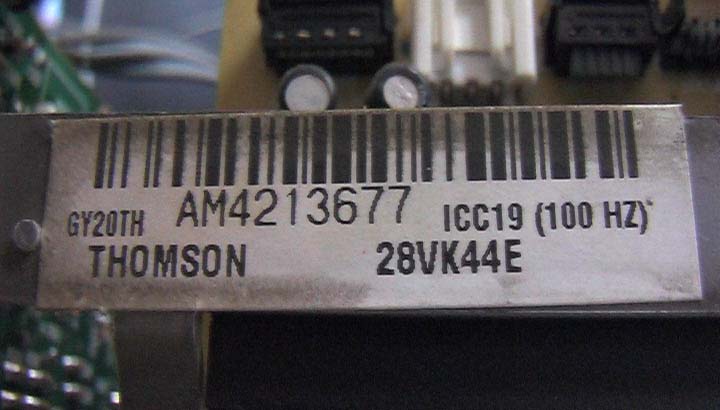 GY20TH AM4213677 ICC19 (100 HZ)
THOMSON 28VK44E